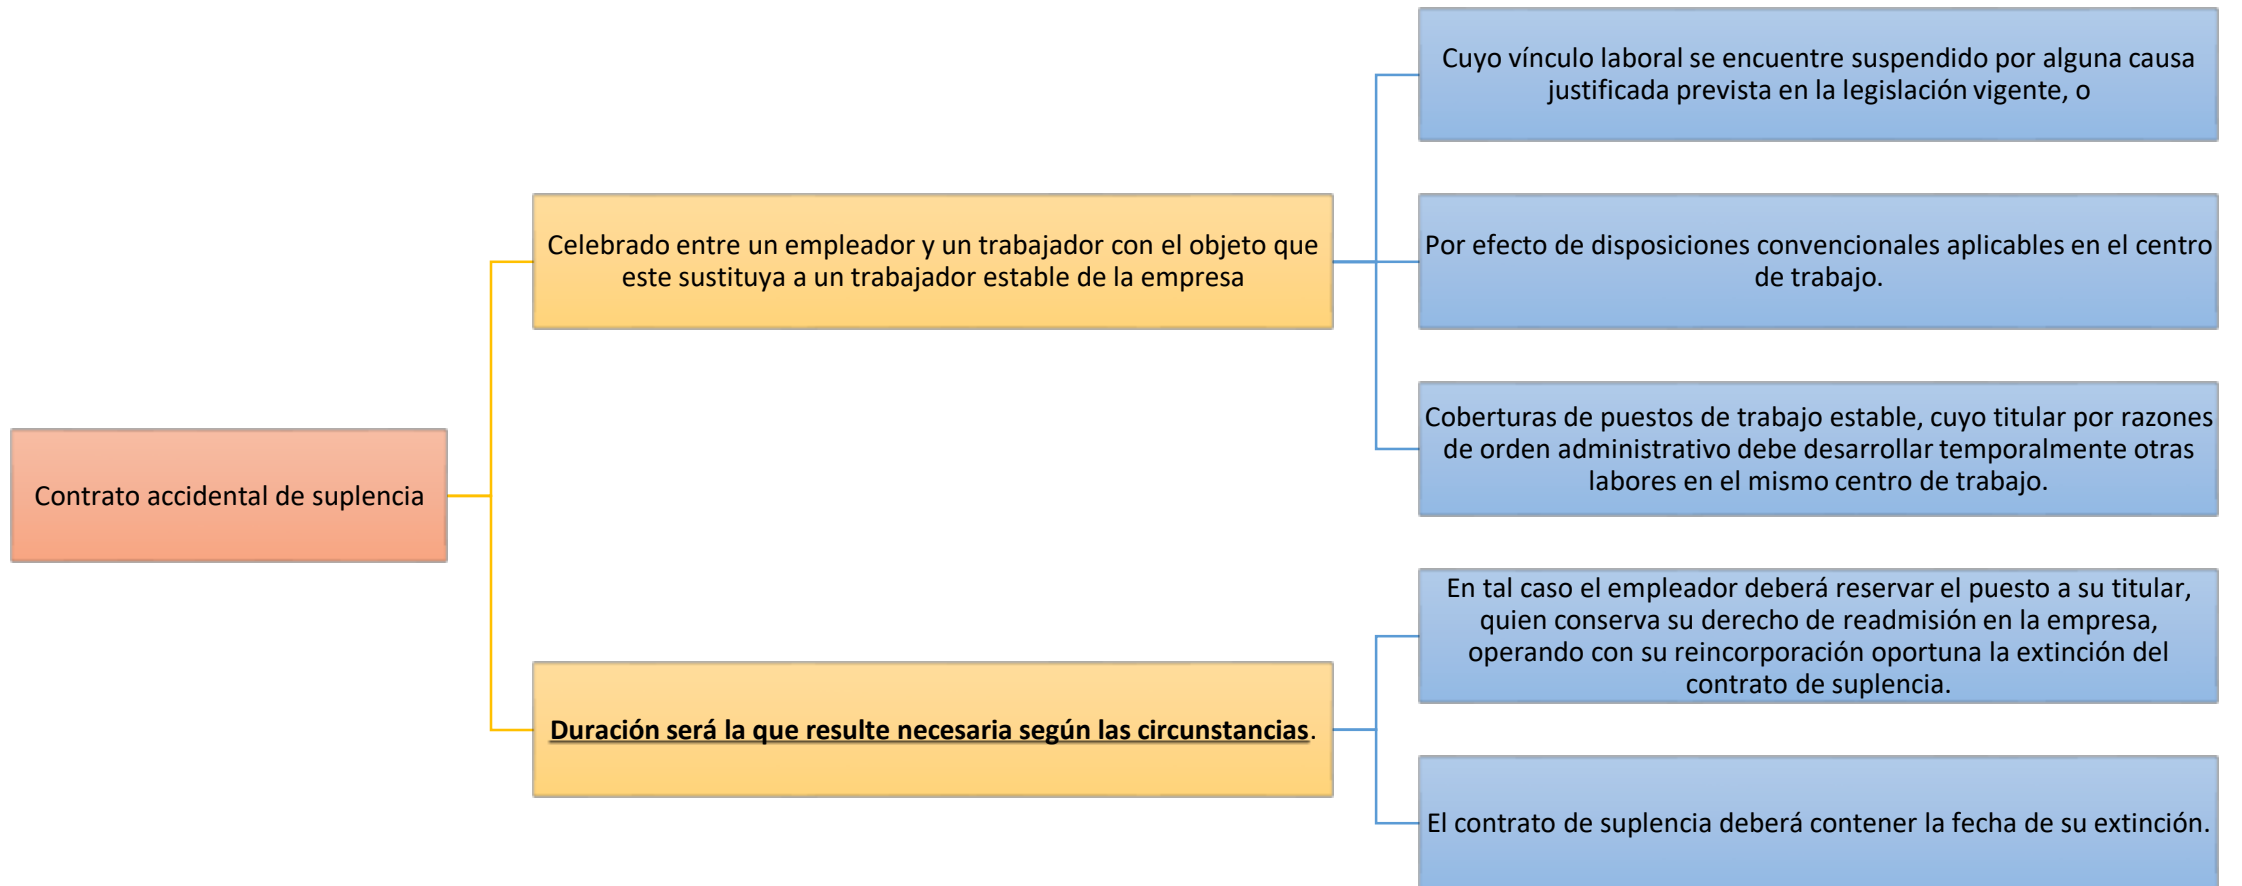 Contrato accidental de suplencia
Celebrado entre un empleador y un trabajador con el objeto que
este sustituya a un trabajador estable de la empresa
Cuyo vínculo laboral se encuentre suspendido por alguna causa
justificada prevista en la legislación vigente, o
Por efecto de disposiciones convencionales aplicables en el centro
de trabajo.
Coberturas de puestos de trabajo estable, cuyo titular por razones
de orden administrativo debe desarrollar temporalmente otras
labores en el mismo centro de trabajo.
Duración será la que resulte necesaria según las circunstancias.
En tal caso el empleador deberá reservar el puesto a su titular,
quien conserva su derecho de readmisión en la empresa,
operando con su reincorporación oportuna la extinción del
contrato de suplencia.
El contrato de suplencia deberá contener la fecha de su extinción.